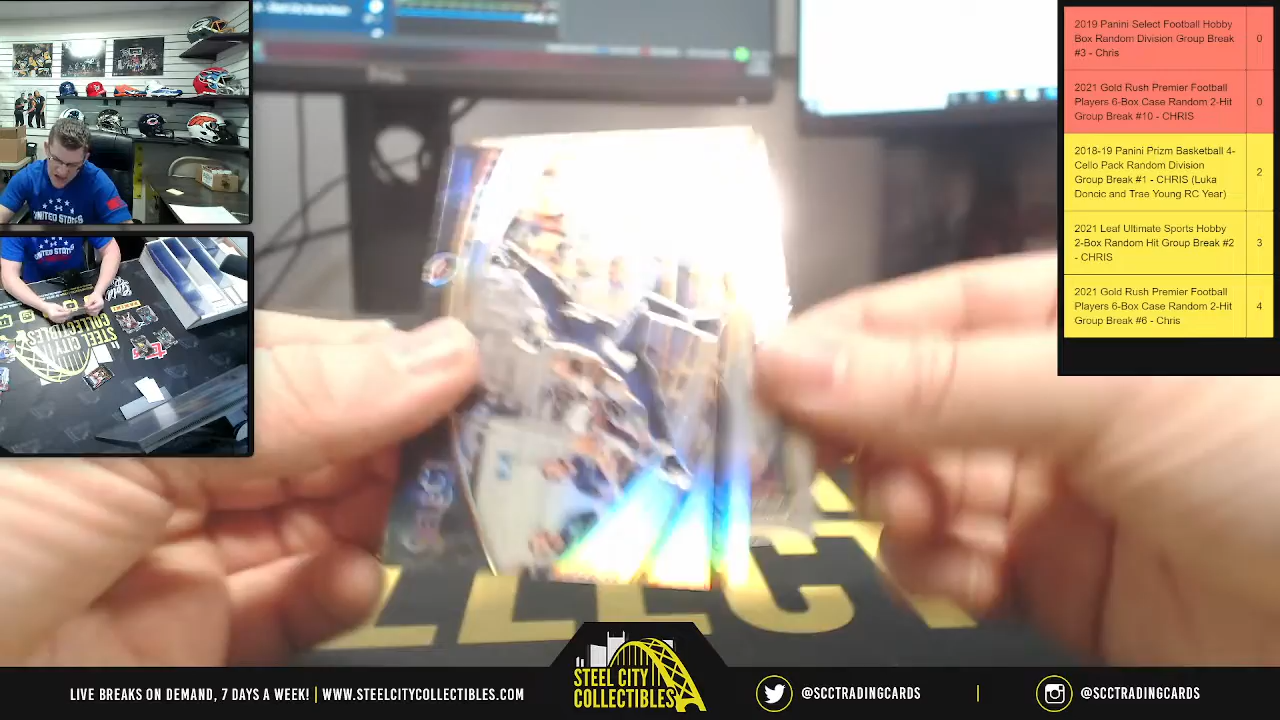 2019 Panini Select Football Hobby
Box Random Division Group Break
#3 - Chris
0
2021 Gold Rush Premier Football
Players 6-Box Case Random 2-Hit
Group Break #10 - CHRIS
0
2018-19 Panini Prizm Basketball 4-
Cello Pack Random Division
Group Break #1 - CHRIS (Luka
Doncic and Trae Young RC Year)
2
2021 Leaf Ultimate Sports Hobby
2-Box Random Hit Group Break #2
- CHRIS
3
2021 Gold Rush Premier Football
Players 6-Box Case Random 2-Hit
Group Break #6 - Chris
4
UNITED STATES
STEEL CITY
COLLECTIBLES
LIVE BREAKS ON DEMAND, 7 DAYS A WEEK! | WWW.STEELCITYCOLLECTIBLES.COM
STEEL CITY
COLLECTIBLES
@SCCTRADINGCARDS | @SCCTRADINGCARDS